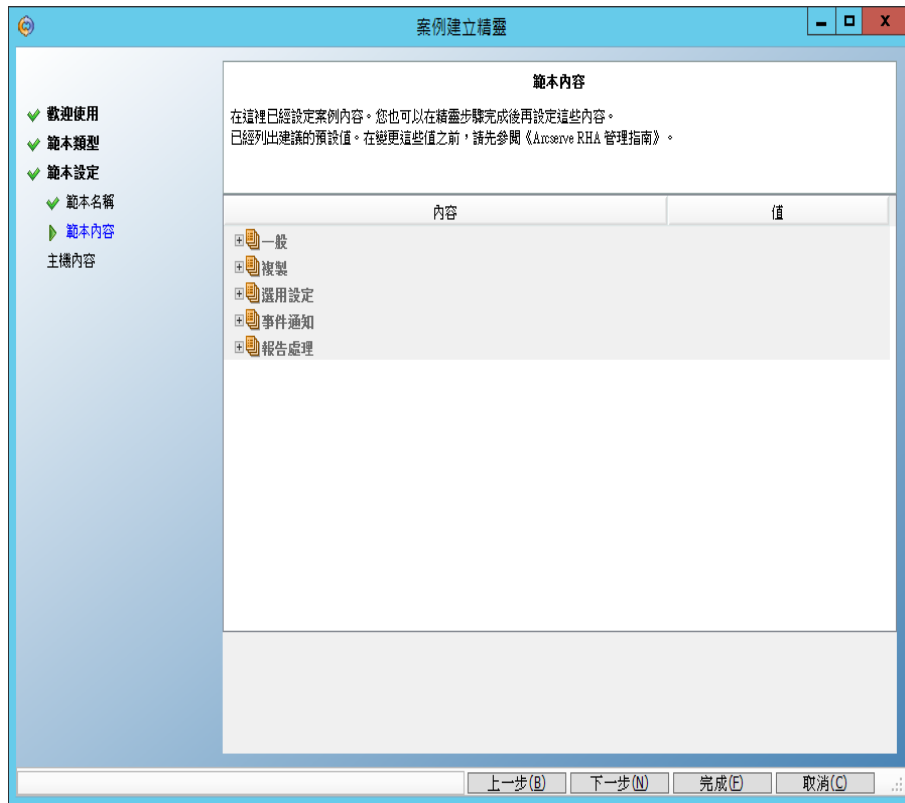 案例建立精靈
歡迎使用
範本類型
範本設定
範本名稱
範本內容
主機內容
範本內容
在這裡已經設定案例內容。您也可以在精靈步驟完成後再設定這些內容。
已經列出建議的預設值。在變更這些值之前，請先參閱《Arcserve RHA 管理指南》。
內容 值
一般
複製
選用設定
事件通知
報告處理
上一步(B) 下一步(N) 完成(F) 取消(C)